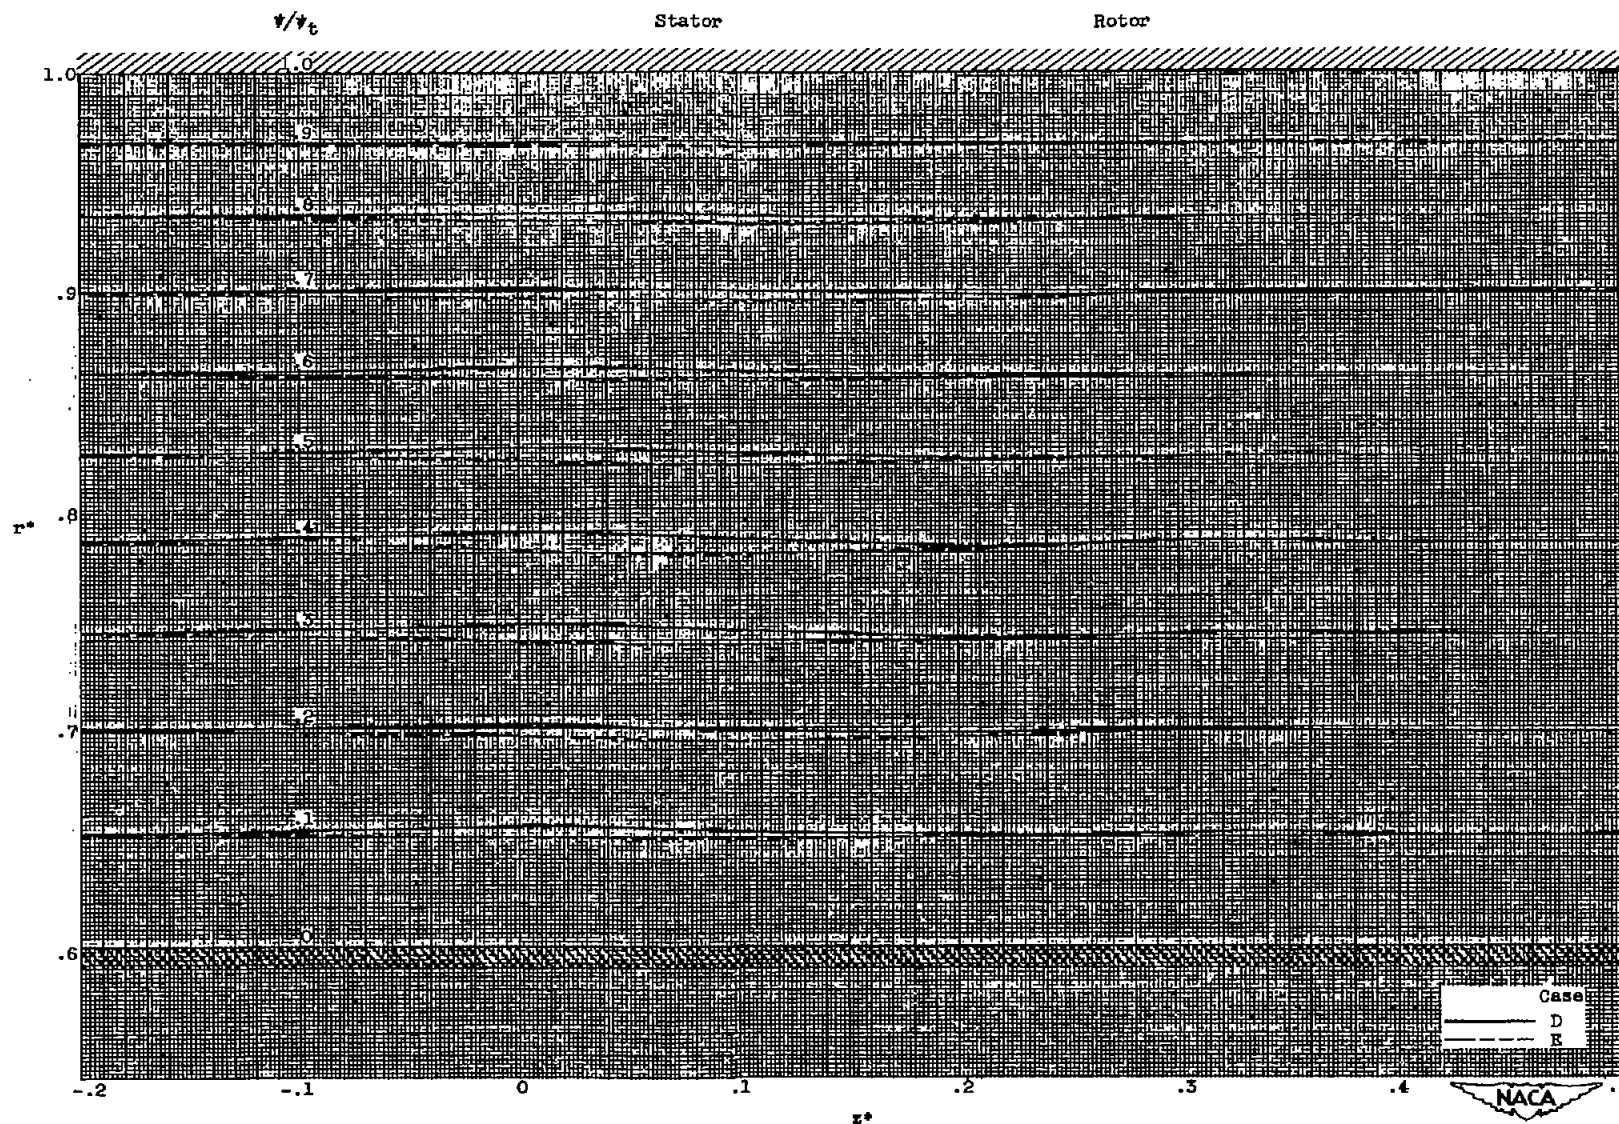 Ψ/Ψt Stator Rotor
1.0 1.0
.9
.8
.7
.9
.6
.5
.8
.4
r*
.3
.2
.7
.1
0
.6
Case
D
E
-.2 -.1 0 .1 .2 .3 .4
NACA
z*